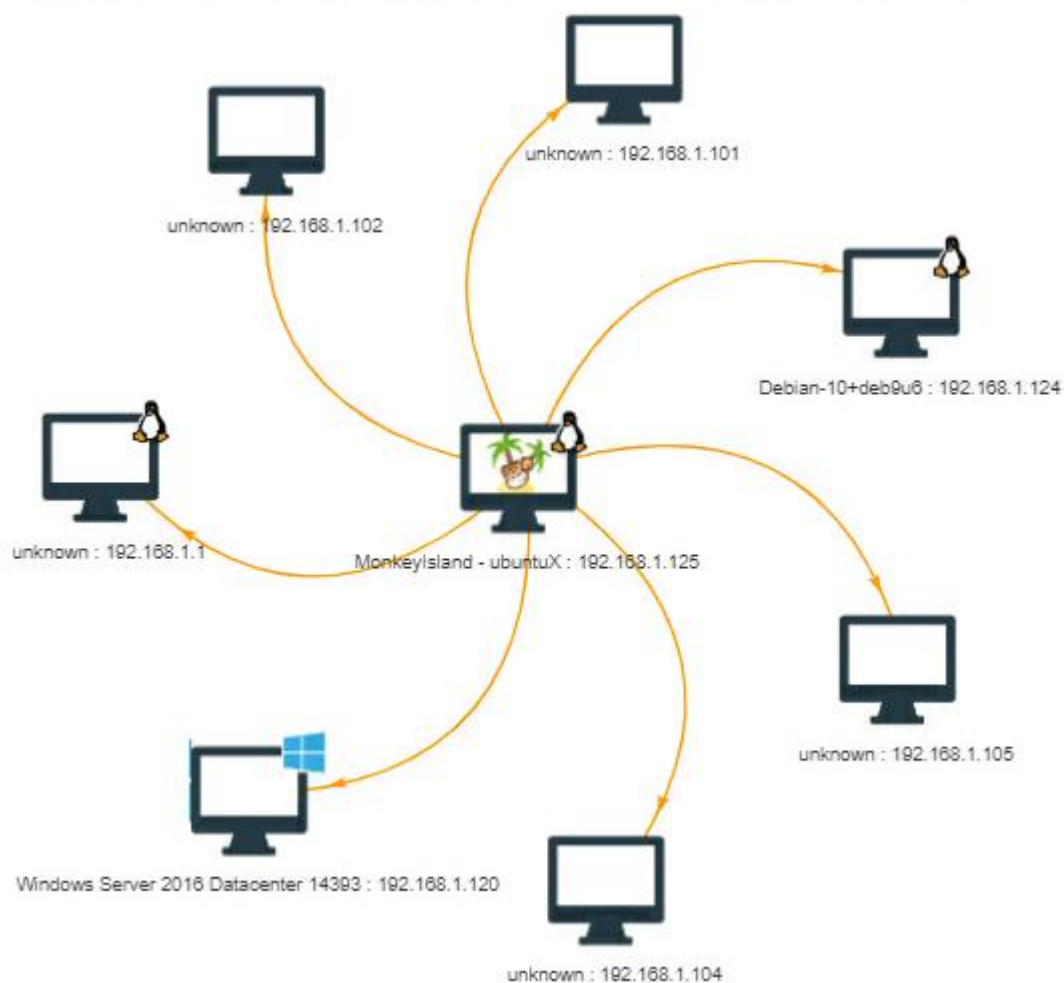 unknown : 192.168.1.101
unknown : 192.168.1.102
Debian-10+deb9u6 : 192.168.1.124
unknown : 192.168.1.1
MonkeyIsland - ubuntuX : 192.168.1.125
unknown : 192.168.1.105
Windows Server 2016 Datacenter 14393 : 192.168.1.120
unknown : 192.168.1.104